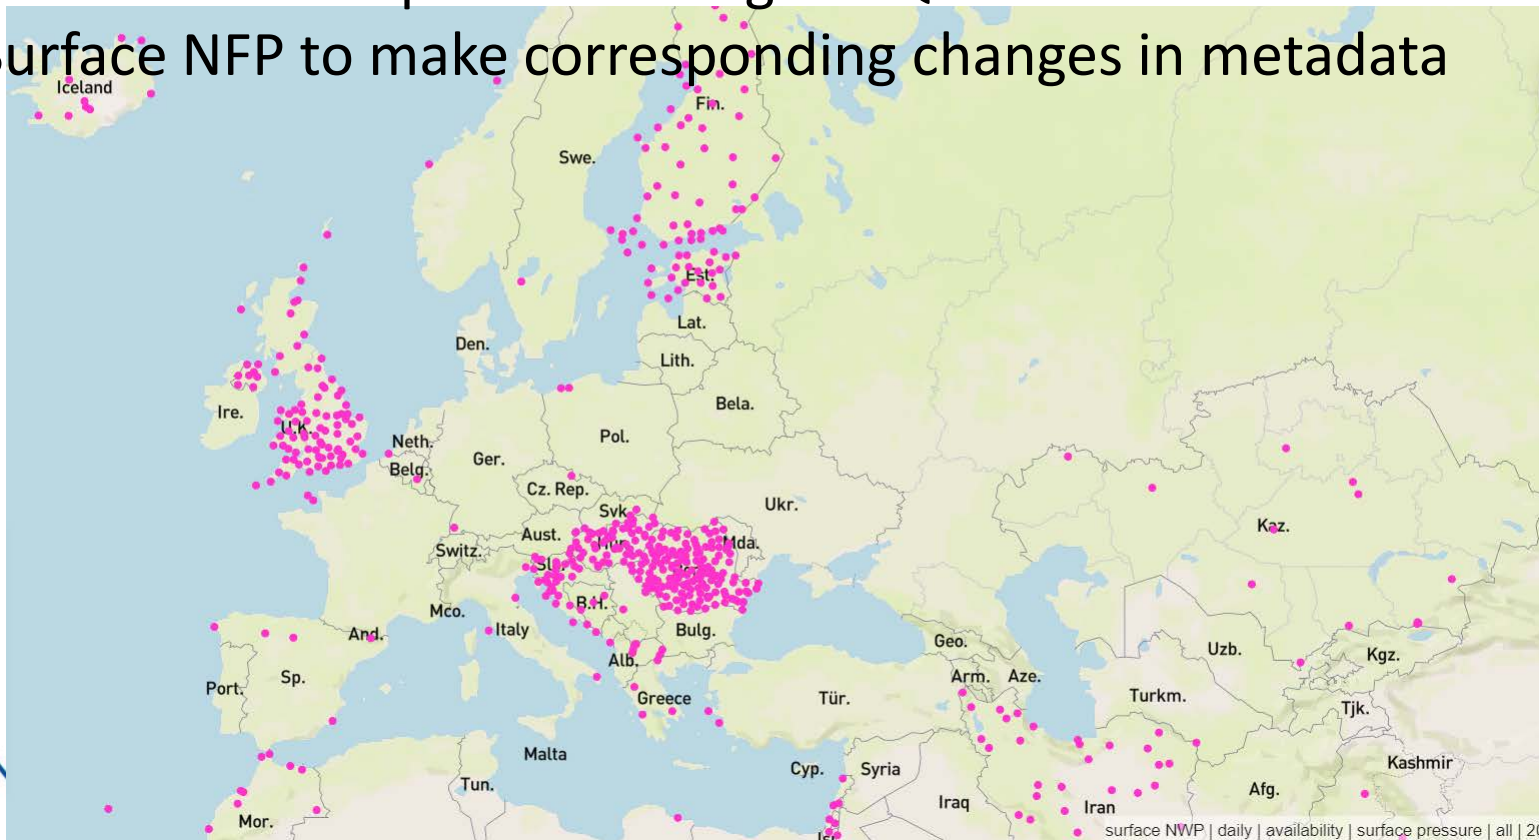 Surface NFP to make corresponding changes in metadata
Iceland
Fin.
Swe.
Est.
Lat.
Den.
Lith.
Ire.
U.K.
Bela.
Neth.
Pol.
Belg.
Ger.
Cz. Rep.
Ukr.
Svk.
Kaz.
Aust.
Mda.
Switz.
B.H.
Mco.
Italy
Bulg.
And.
Geo.
Uzb.
Kgz.
Alb.
Port.
Sp.
Arm.
Aze.
Greece
Tür.
Turkm.
Tjk.
Malta
Cyp.
Syria
Kashmir
Tun.
Iraq
Iran
Afg.
Mor.
surface NWP | daily | availability | surface pressure | all |